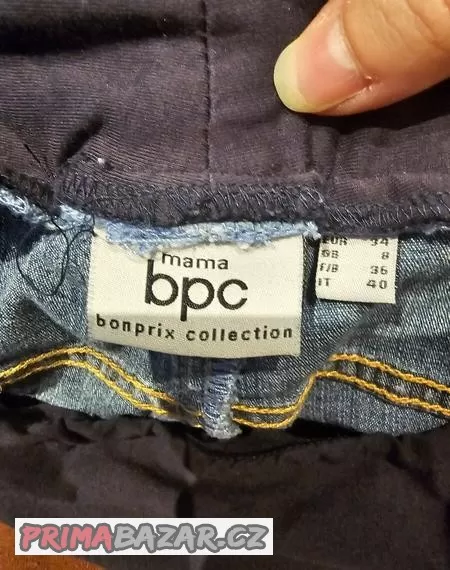 mama
bpc
bonprix collection
EUR 34
GB 8
F/B 36
IT 40
PRIMABAZAR.CZ